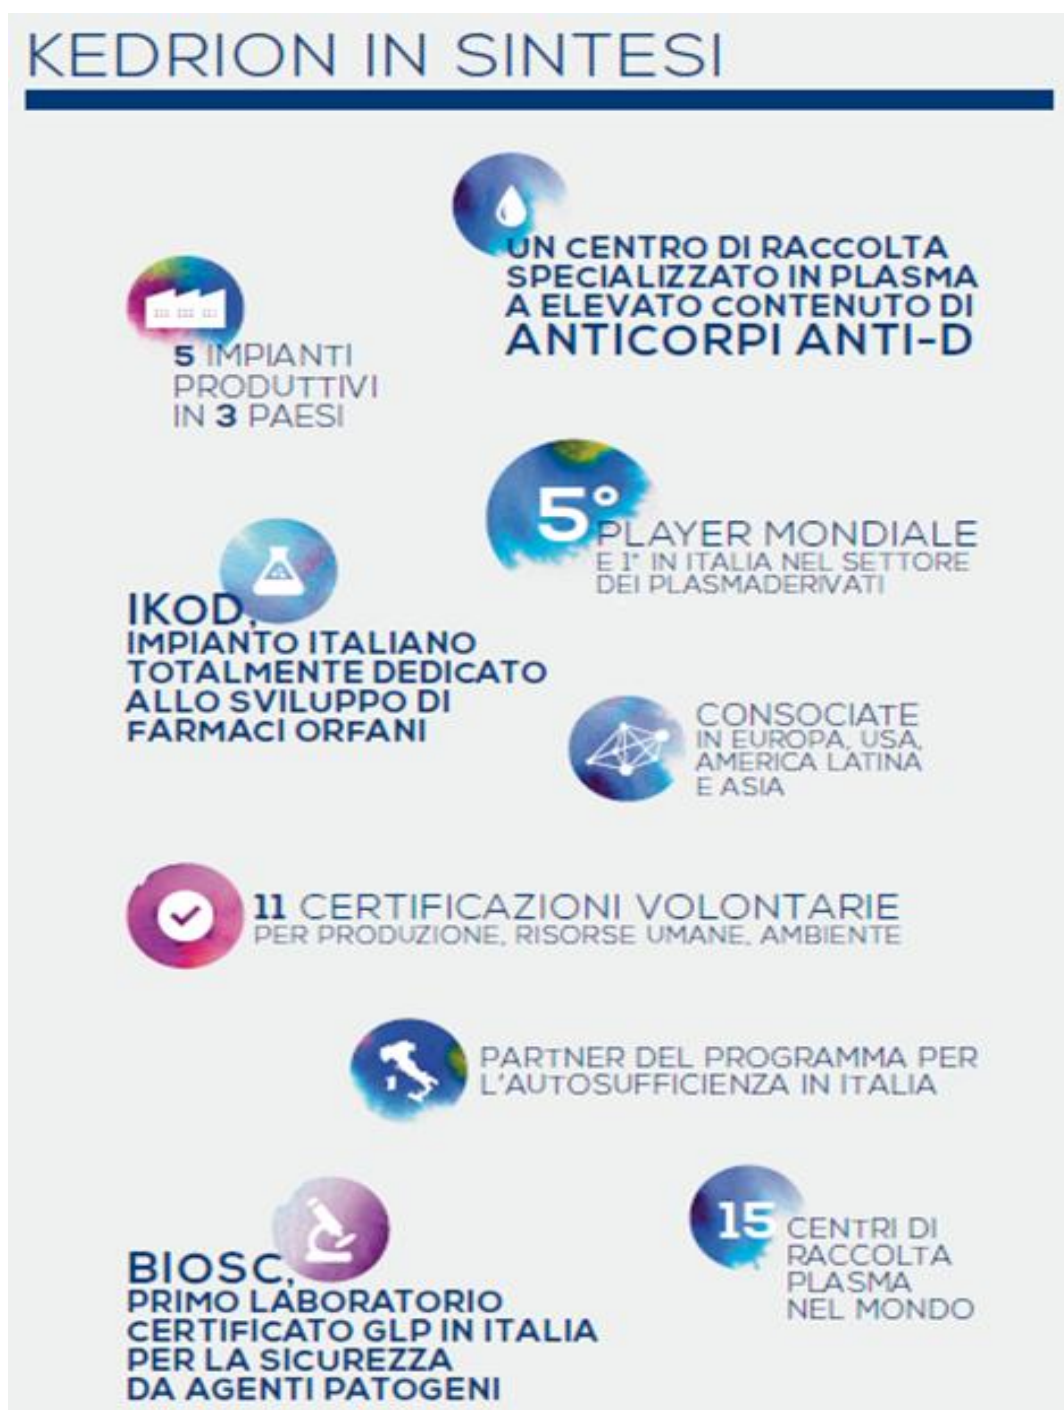 KEDRION IN SINTESI
UN CENTRO DI RACCOLTA
SPECIALIZZATO IN PLASMA
A ELEVATO CONTENUTO DI
ANTICORPI ANTI-D
5 IMPIANTI
PRODUTTIVI
IN 3 PAESI
5°
PLAYER MONDIALE
E 1° IN ITALIA NEL SETTORE
DEI PLASMADERIVATI
IKOD,
IMPIANTO ITALIANO
TOTALMENTE DEDICATO
ALLO SVILUPPO DI
FARMACI ORFANI
CONSOCIATE
IN EUROPA, USA,
AMERICA LATINA
E ASIA
11 CERTIFICAZIONI VOLONTARIE
PER PRODUZIONE, RISORSE UMANE, AMBIENTE
PARTNER DEL PROGRAMMA PER
L'AUTOSUFFICIENZA IN ITALIA
15
CENTRI DI
RACCOLTA
PLASMA
NEL MONDO
BIOSC,
PRIMO LABORATORIO
CERTIFICATO GLP IN ITALIA
PER LA SICUREZZA
DA AGENTI PATOGENI